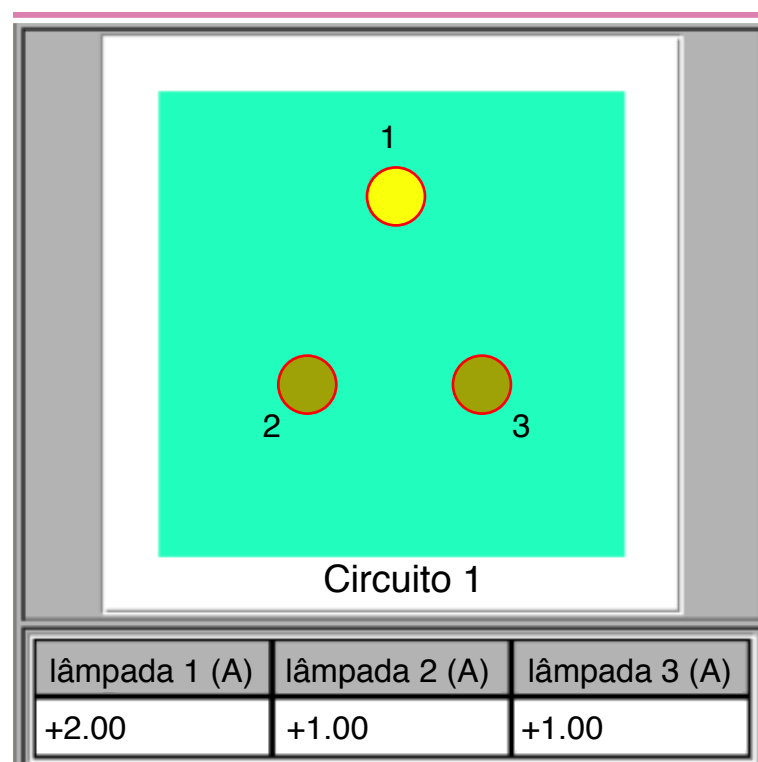 1
2
3
Circuito 1
lâmpada 1 (A) lâmpada 2 (A) lâmpada 3 (A)
+2.00 +1.00 +1.00